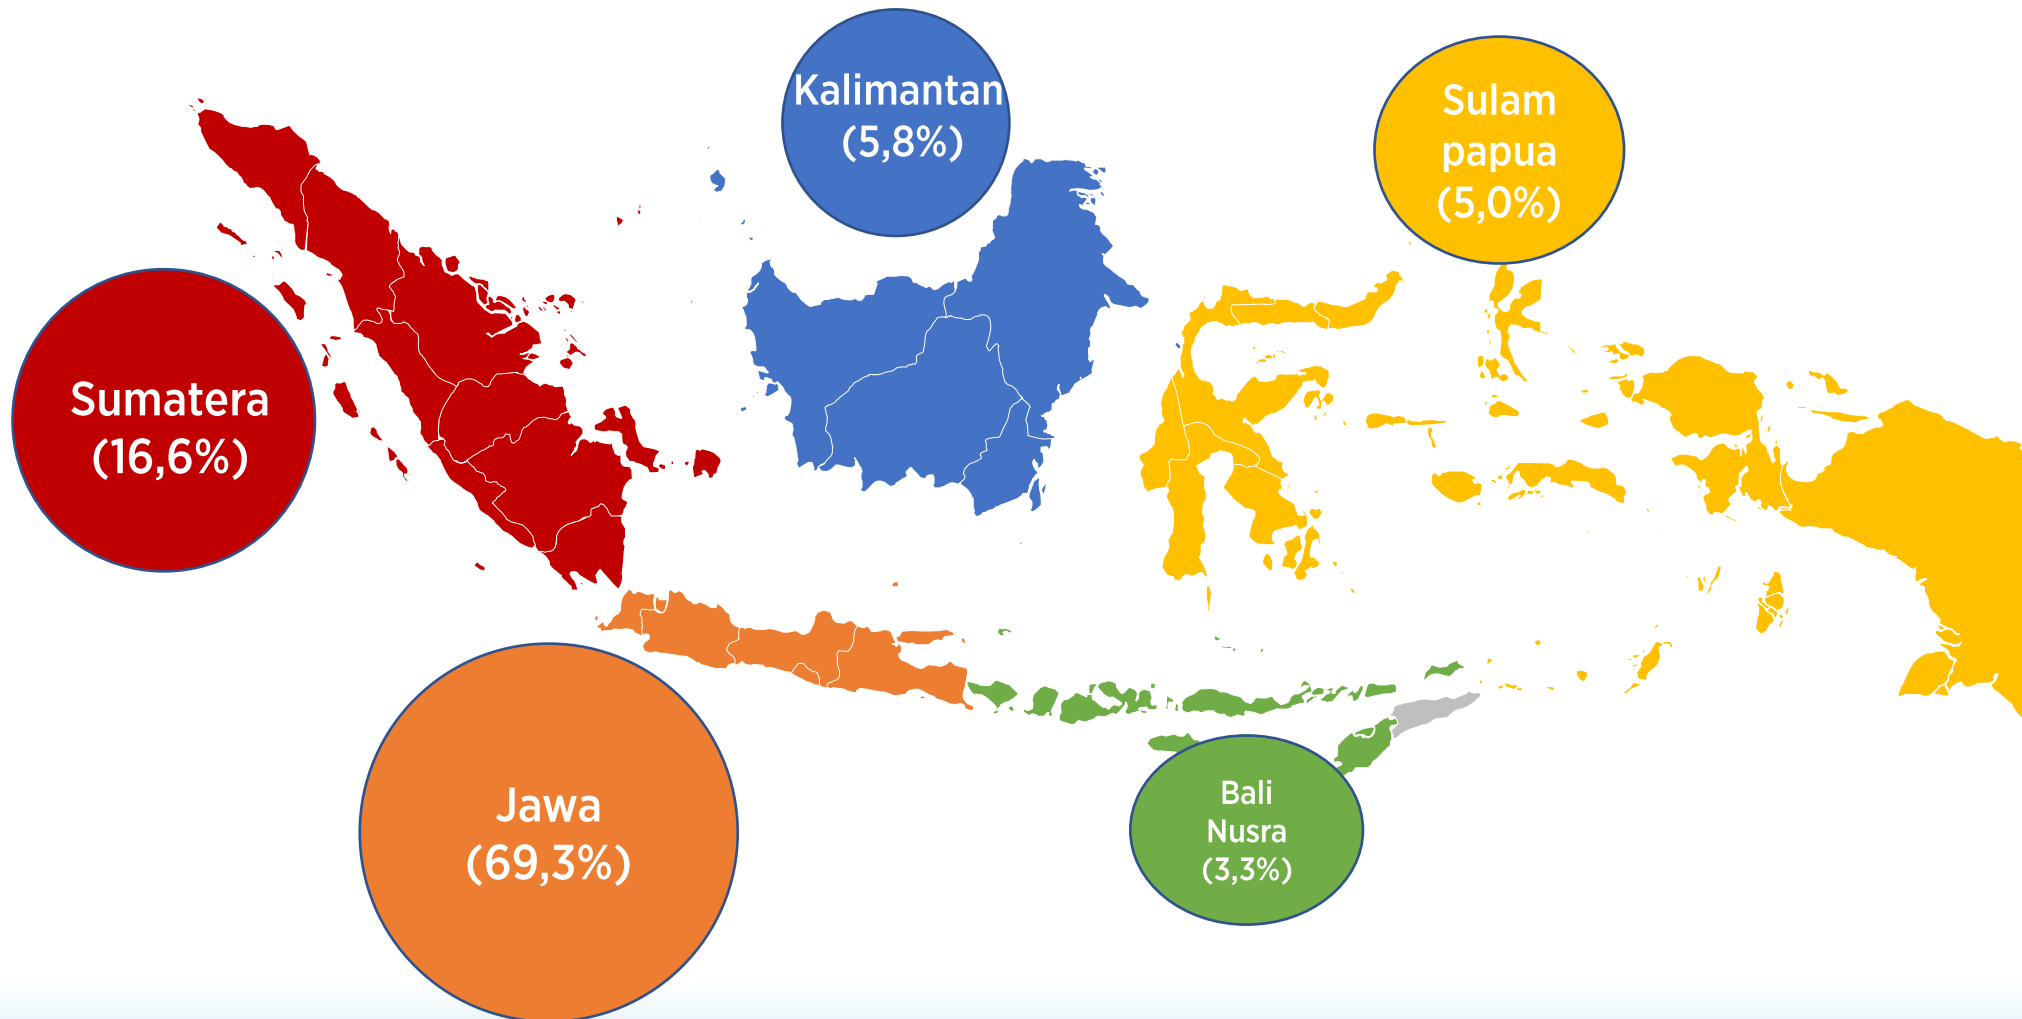 Kalimantan
(5,8%)
Sulam
papua
(5,0%)
Sumatera
(16,6%)
Jawa
(69,3%)
Bali
Nusra
(3,3%)